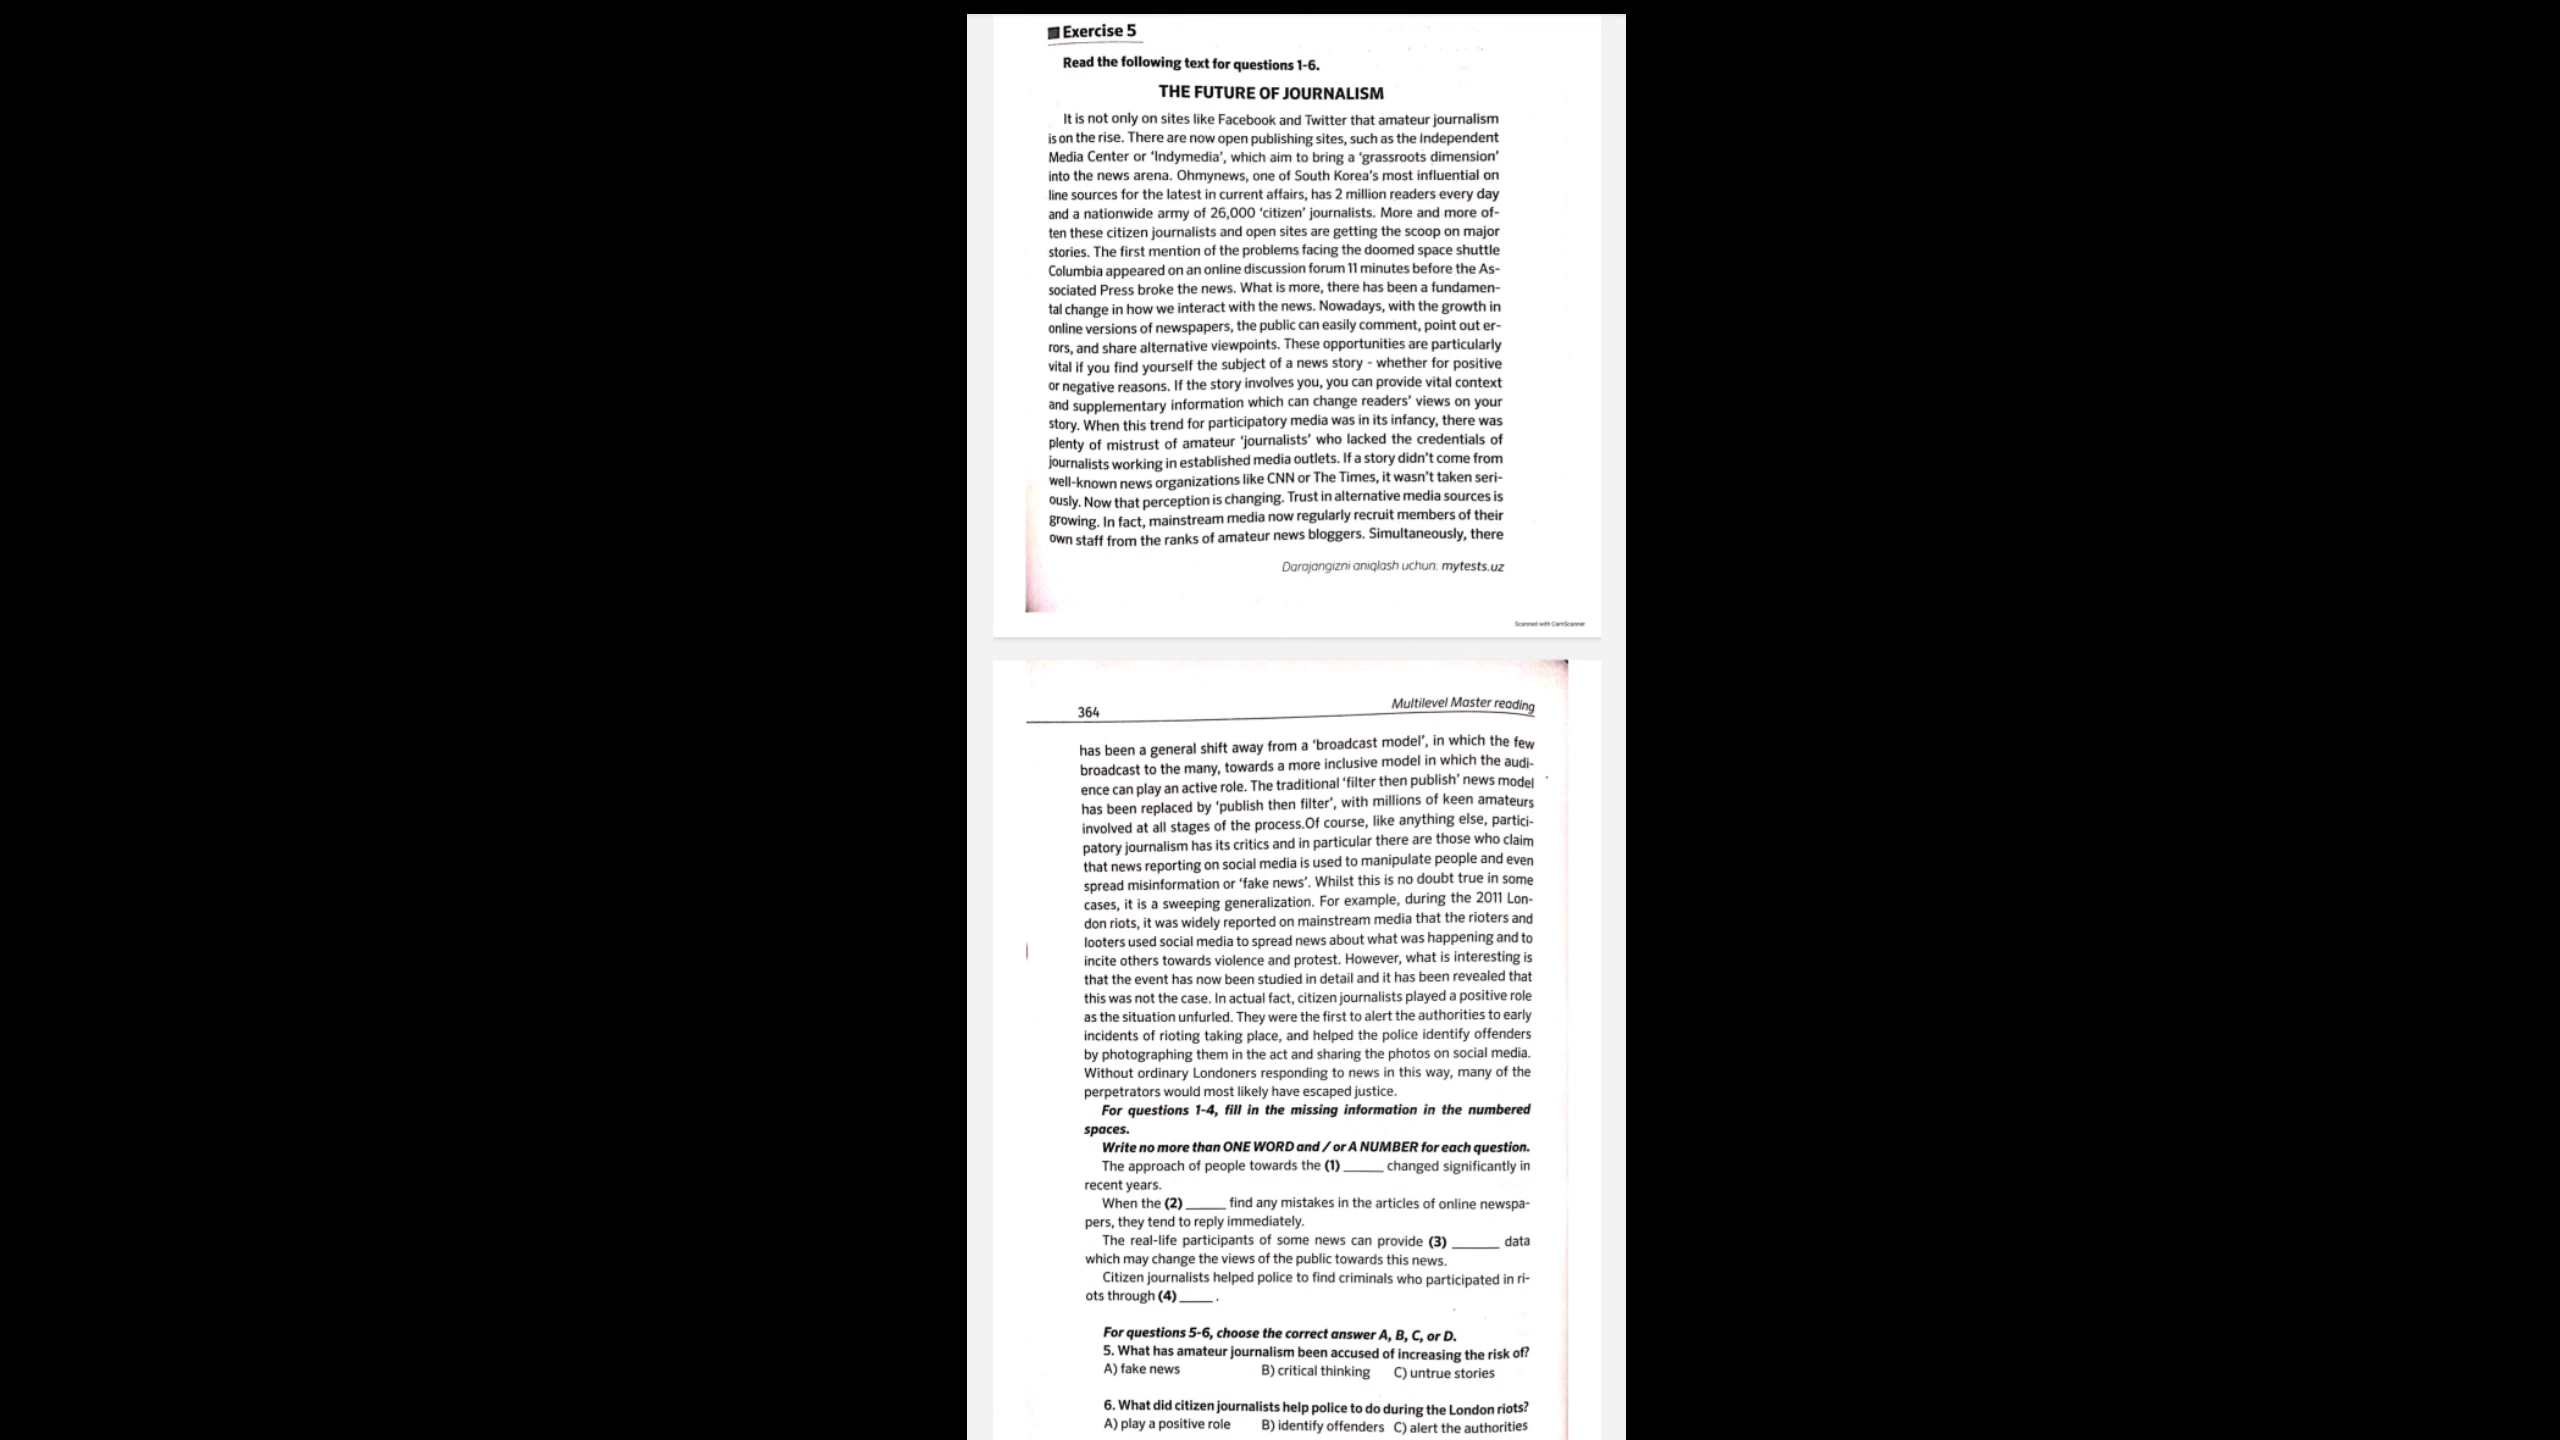 Exercise 5
Read the following text for questions 1-6.
THE FUTURE OF JOURNALISM
It is not only on sites like Facebook and Twitter that amateur journalism
is on the rise. There are now open publishing sites, such as the Independent
Media Center or ‘Indymedia’, which aim to bring a ‘grassroots dimension’
into the news arena. Ohmynews, one of South Korea’s most influential on
line sources for the latest in current affairs, has 2 million readers every day
and a nationwide army of 26,000 ‘citizen’ journalists. More and more of-
ten these citizen journalists and open sites are getting the scoop on major
stories. The first mention of the problems facing the doomed space shuttle
Columbia appeared on an online discussion forum 11 minutes before the As-
sociated Press broke the news. What is more, there has been a fundamen-
tal change in how we interact with the news. Nowadays, with the growth in
online versions of newspapers, the public can easily comment, point out er-
rors, and share alternative viewpoints. These opportunities are particularly
vital if you find yourself the subject of a news story - whether for positive
or negative reasons. If the story involves you, you can provide vital context
and supplementary information which can change readers’ views on your
story. When this trend for participatory media was in its infancy, there was
plenty of mistrust of amateur ‘journalists’ who lacked the credentials of
journalists working in established media outlets. If a story didn’t come from
well-known news organizations like CNN or The Times, it wasn’t taken seri-
ously. Now that perception is changing. Trust in alternative media sources is
growing. In fact, mainstream media now regularly recruit members of their
own staff from the ranks of amateur news bloggers. Simultaneously, there
Darajangizni aniqlash uchun: mytests.uz
Scanned with CamScanner
364
Multilevel Master reading
has been a general shift away from a ‘broadcast model’, in which the few
broadcast to the many, towards a more inclusive model in which the audi-
ence can play an active role. The traditional ‘filter then publish’ news model
has been replaced by ‘publish then filter’, with millions of keen amateurs
involved at all stages of the process.Of course, like anything else, partici-
patory journalism has its critics and in particular there are those who claim
that news reporting on social media is used to manipulate people and even
spread misinformation or ‘fake news’. Whilst this is no doubt true in some
cases, it is a sweeping generalization. For example, during the 2011 Lon-
don riots, it was widely reported on mainstream media that the rioters and
looters used social media to spread news about what was happening and to
incite others towards violence and protest. However, what is interesting is
that the event has now been studied in detail and it has been revealed that
this was not the case. In actual fact, citizen journalists played a positive role
as the situation unfurled. They were the first to alert the authorities to early
incidents of rioting taking place, and helped the police identify offenders
by photographing them in the act and sharing the photos on social media.
Without ordinary Londoners responding to news in this way, many of the
perpetrators would most likely have escaped justice.
For questions 1-4, fill in the missing information in the numbered
spaces.
Write no more than ONE WORD and / or A NUMBER for each question.
The approach of people towards the (1) _____ changed significantly in
recent years.
When the (2) _____ find any mistakes in the articles of online newspa-
pers, they tend to reply immediately.
The real-life participants of some news can provide (3) ______ data
which may change the views of the public towards this news.
Citizen journalists helped police to find criminals who participated in ri-
ots through (4) ____ .
For questions 5-6, choose the correct answer A, B, C, or D.
5. What has amateur journalism been accused of increasing the risk of?
A) fake news B) critical thinking C) untrue stories
6. What did citizen journalists help police to do during the London riots?
A) play a positive role B) identify offenders C) alert the authorities